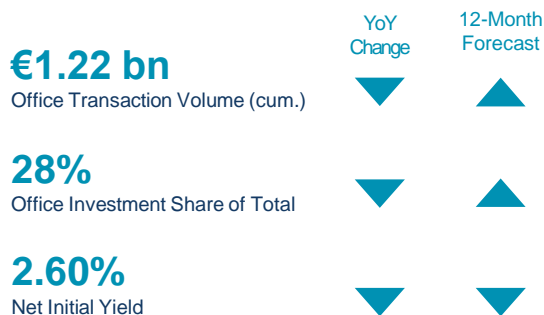 YoY
Change
12-Month
Forecast
€1.22 bn
Office Transaction Volume (cum.)
28%
Office Investment Share of Total
2.60%
Net Initial Yield